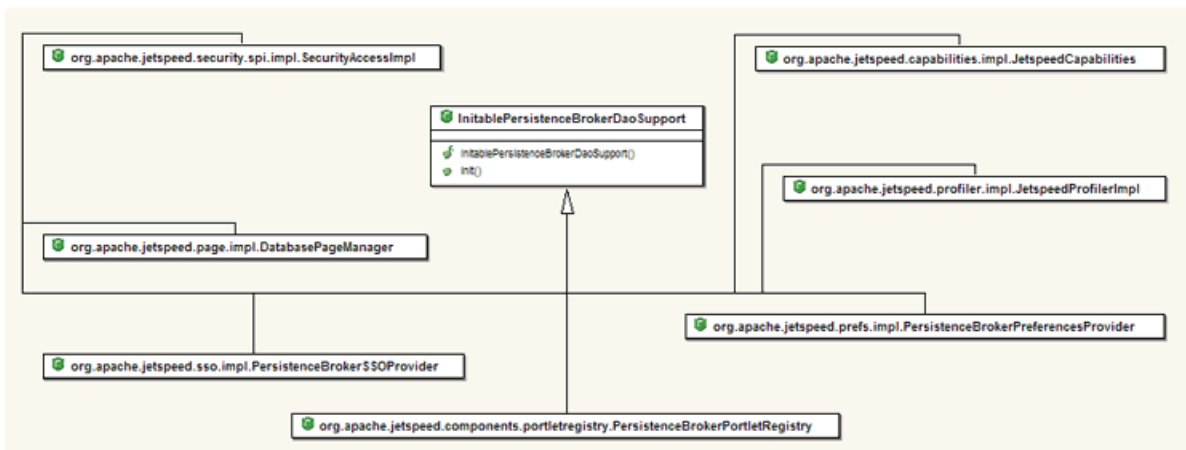 org.apache.jetspeed.security.spi.impl.SecurityAccessImpl
org.apache.jetspeed.capabilities.impl.JetspeedCapabilities
InitablePersistenceBrokerDaoSupport
InitablePersistenceBrokerDaoSupport()
init()
org.apache.jetspeed.profiler.impl.JetspeedProfilerImpl
org.apache.jetspeed.page.impl.DatabasePageManager
org.apache.jetspeed.prefs.impl.PersistenceBrokerPreferencesProvider
org.apache.jetspeed.sso.impl.PersistenceBrokerSSOProvider
org.apache.jetspeed.components.portletregistry.PersistenceBrokerPortletRegistry